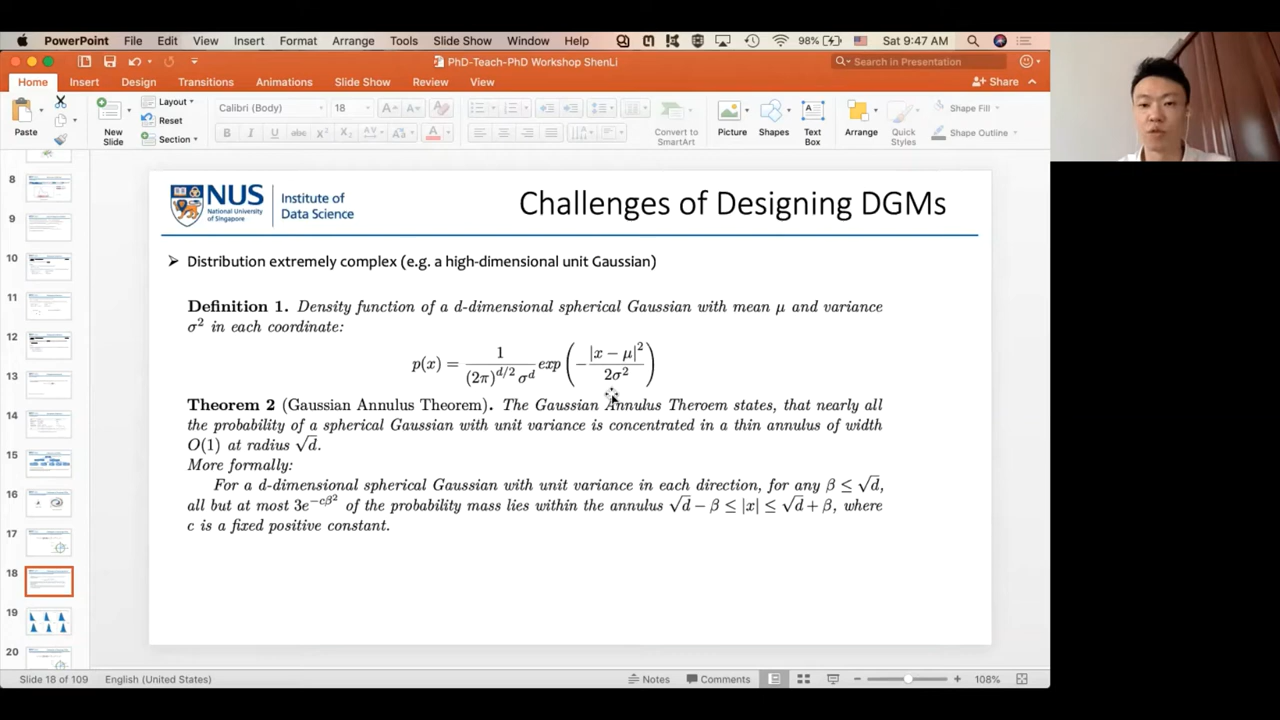 PowerPoint File Edit View Insert Format Arrange Tools Slide Show Window Help 98% Sat 9:47 AM
PhD-Teach-PhD Workshop ShenLi
Search in Presentation
Home Insert Design Transitions Animations Slide Show Review View Share
Paste
New Slide
Layout
Reset
Section
Calibri (Body) 18
B I U abc X² X₂ AV Aa A
Convert to SmartArt
Picture
Shapes
Text Box
Arrange
Quick Styles
Shape Fill
Shape Outline
8
9
10
11
12
13
14
15
16
17
18
19
20
NUS
National University of Singapore
Institute of Data Science
Challenges of Designing DGMs
➢ Distribution extremely complex (e.g. a high-dimensional unit Gaussian)
Definition 1. Density function of a d-dimensional spherical Gaussian with mean μ and variance
σ² in each coordinate:
p(x) = 1 / ((2π)^{d/2} σ^d) exp(−|x − μ|² / 2σ²)
Theorem 2 (Gaussian Annulus Theorem). The Gaussian Annulus Theroem states, that nearly all
the probability of a spherical Gaussian with unit variance is concentrated in a thin annulus of width
O(1) at radius √d.
More formally:
For a d-dimensional spherical Gaussian with unit variance in each direction, for any β ≤ √d,
all but at most 3e^{−cβ²} of the probability mass lies within the annulus √d − β ≤ |x| ≤ √d + β, where
c is a fixed positive constant.
Slide 18 of 109 English (United States) Notes Comments 108%